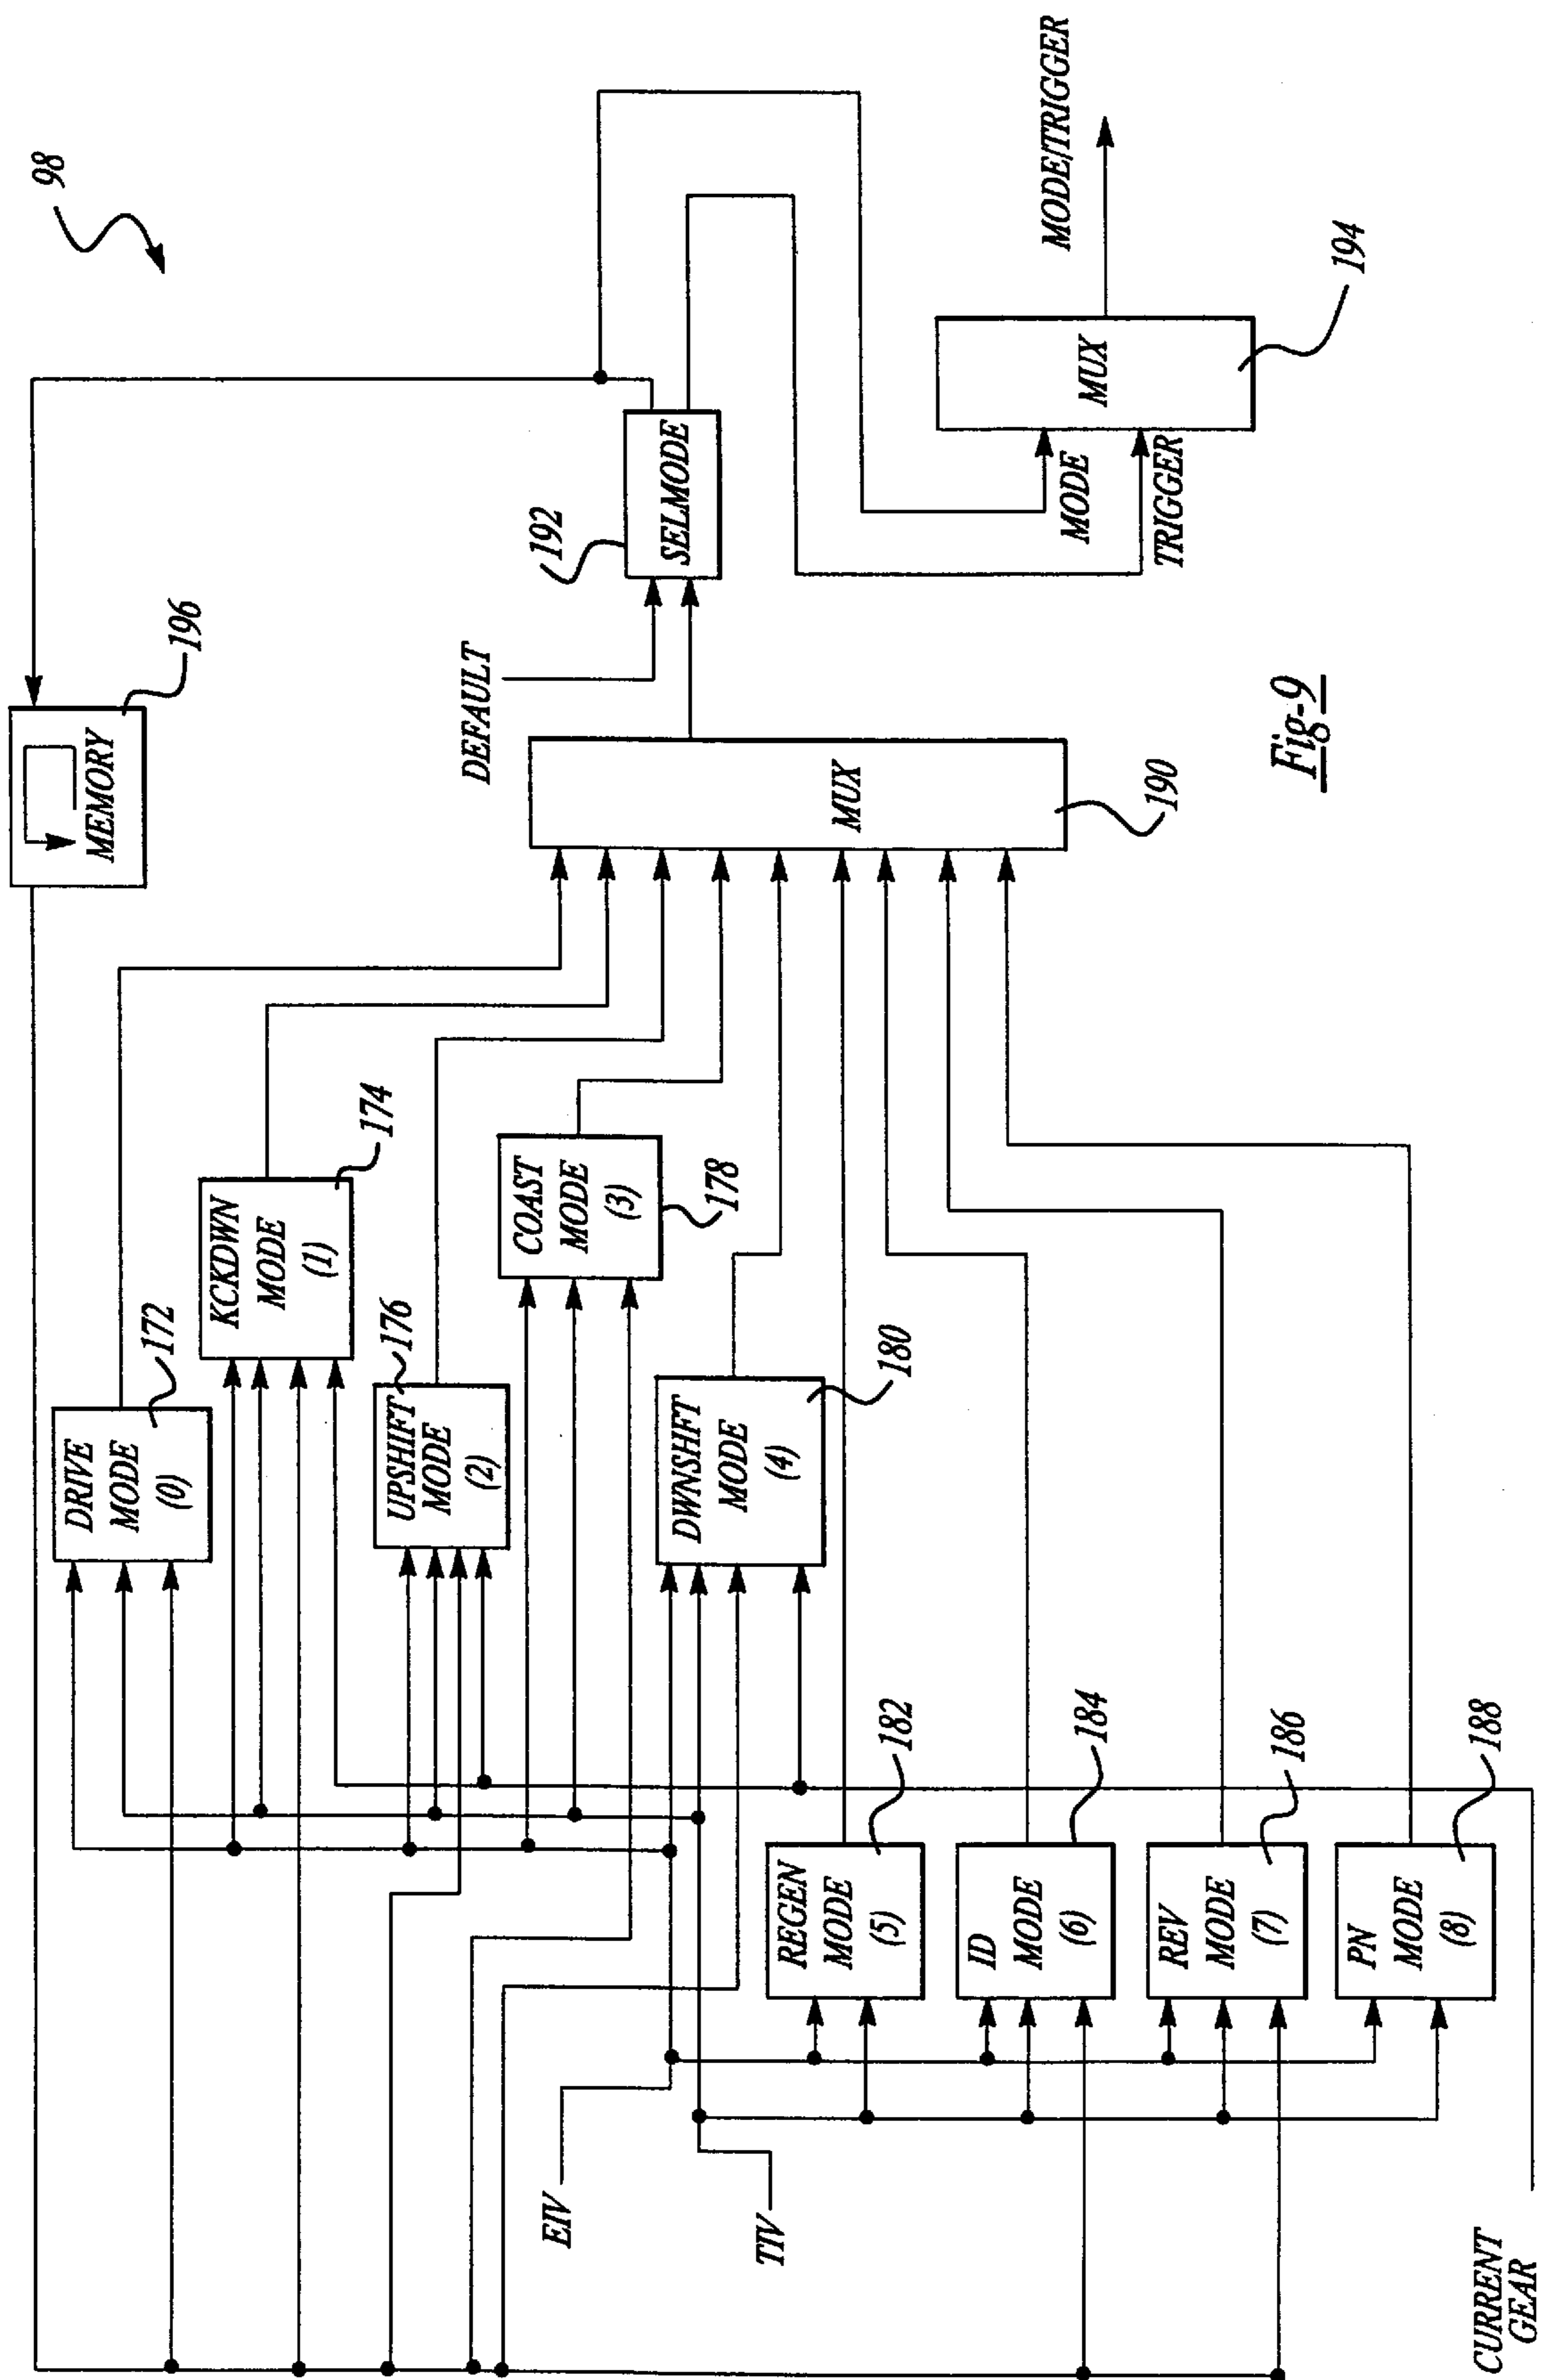 98
MEMORY
196
DRIVE
MODE
(0)
172
KCKDWN
MODE
(1)
174
UPSHIFT
MODE
(2)
176
COAST
MODE
(3)
178
DWNSHFT
MODE
(4)
180
REGEN
MODE
(5)
182
ID
MODE
(6)
184
REV
MODE
(7)
186
PN
MODE
(8)
188
EIV
TIV
CURRENT
GEAR
MUX
190
DEFAULT
SELMODE
192
MODE
TRIGGER
MUX
194
MODE/TRIGGER
Fig-9